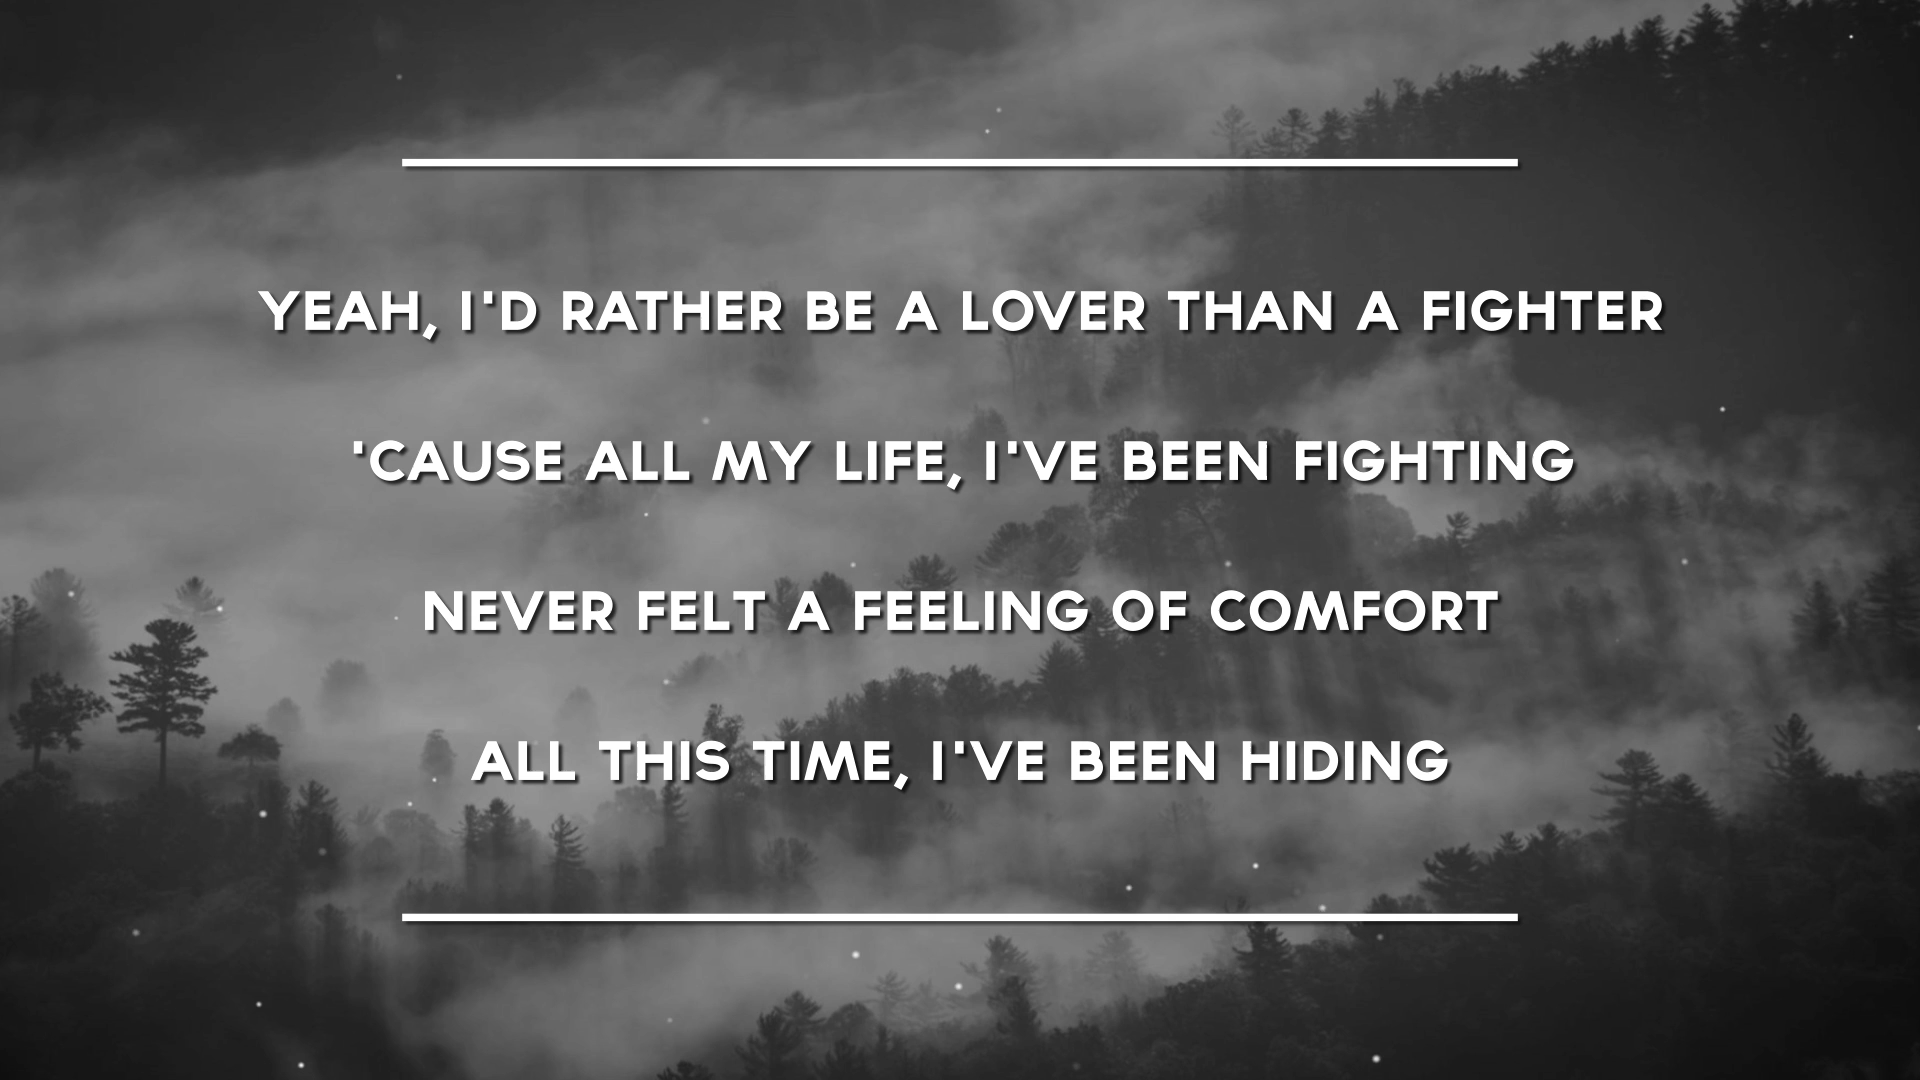 YEAH, I'D RATHER BE A LOVER THAN A FIGHTER
'CAUSE ALL MY LIFE, I'VE BEEN FIGHTING
NEVER FELT A FEELING OF COMFORT
ALL THIS TIME, I'VE BEEN HIDING